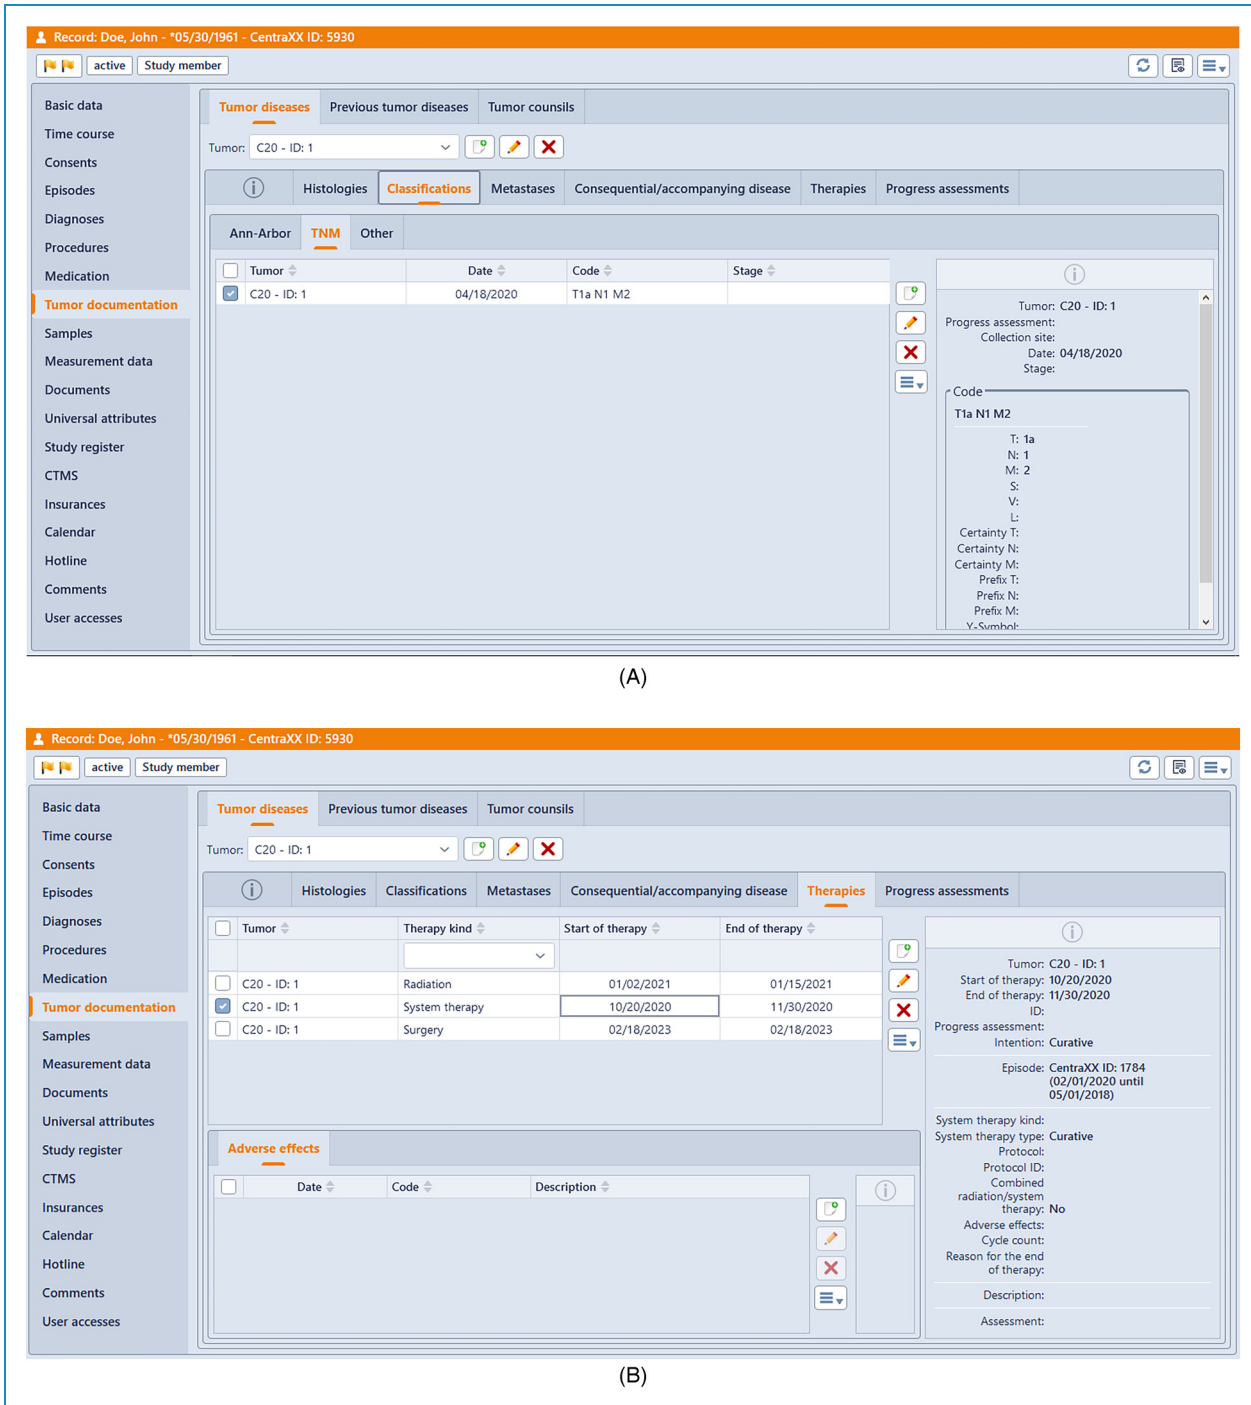 Record: Doe, John - *05/30/1961 - CentraXX ID: 5930
active Study member
Basic data
Time course
Consents
Episodes
Diagnoses
Procedures
Medication
Tumor documentation
Samples
Measurement data
Documents
Universal attributes
Study register
CTMS
Insurances
Calendar
Hotline
Comments
User accesses
Tumor diseases Previous tumor diseases Tumor counsils
Tumor: C20 - ID: 1
Histologies Classifications Metastases Consequential/accompanying disease Therapies Progress assessments
Ann-Arbor TNM Other
Tumor Date Code Stage
C20 - ID: 1 04/18/2020 T1a N1 M2
Tumor: C20 - ID: 1
Progress assessment:
Collection site:
Date: 04/18/2020
Stage:
Code
T1a N1 M2
T: 1a
N: 1
M: 2
S:
V:
L:
Certainty T:
Certainty N:
Certainty M:
Prefix T:
Prefix N:
Prefix M:
Y-Symbol:
(A)
Record: Doe, John - *05/30/1961 - CentraXX ID: 5930
active Study member
Basic data
Time course
Consents
Episodes
Diagnoses
Procedures
Medication
Tumor documentation
Samples
Measurement data
Documents
Universal attributes
Study register
CTMS
Insurances
Calendar
Hotline
Comments
User accesses
Tumor diseases Previous tumor diseases Tumor counsils
Tumor: C20 - ID: 1
Histologies Classifications Metastases Consequential/accompanying disease Therapies Progress assessments
Tumor Therapy kind Start of therapy End of therapy
C20 - ID: 1 Radiation 01/02/2021 01/15/2021
C20 - ID: 1 System therapy 10/20/2020 11/30/2020
C20 - ID: 1 Surgery 02/18/2023 02/18/2023
Adverse effects
Date Code Description
Tumor: C20 - ID: 1
Start of therapy: 10/20/2020
End of therapy: 11/30/2020
ID:
Progress assessment:
Intention: Curative
Episode: CentraXX ID: 1784
(02/01/2020 until
05/01/2018)
System therapy kind:
System therapy type: Curative
Protocol:
Protocol ID:
Combined
radiation/system
therapy: No
Adverse effects:
Cycle count:
Reason for the end
of therapy:
Description:
Assessment:
(B)